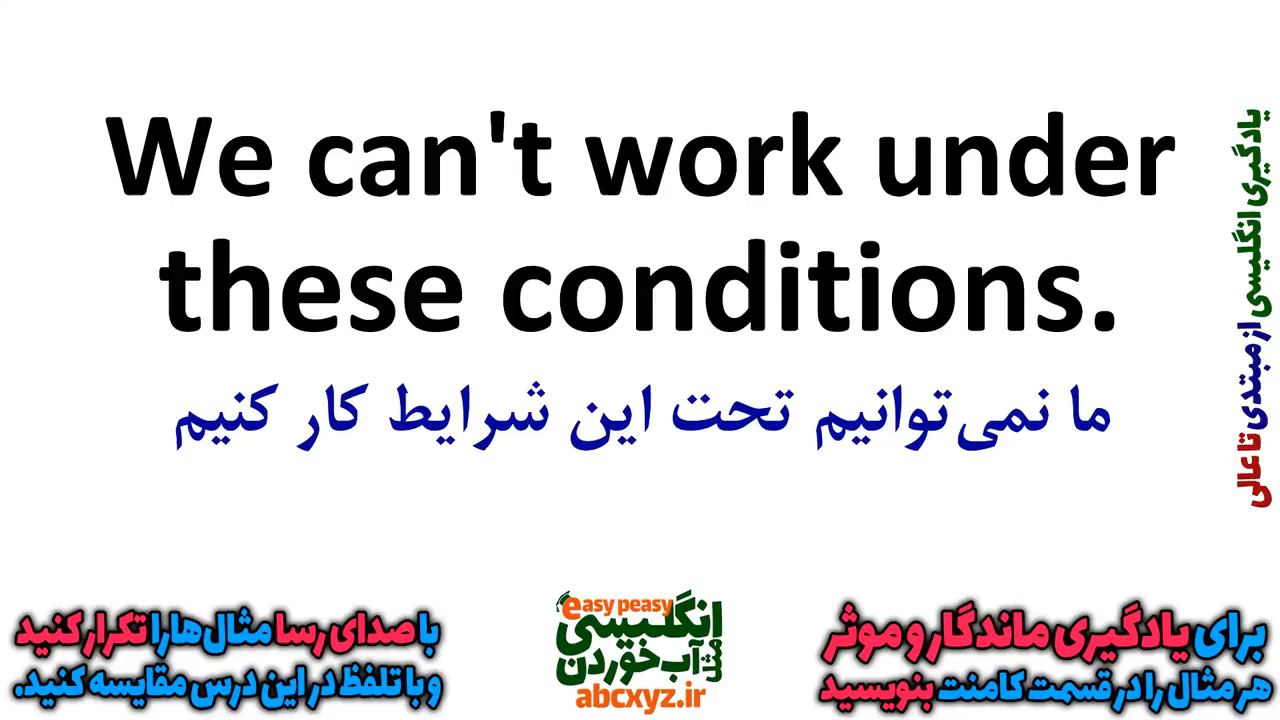 We can't work under
these conditions.
ما نمی‌توانیم تحت این شرایط کار کنیم
یادگیری انگلیسی از مبتدی تا عالی
برای یادگیری ماندگار و موثر
هر مثال را در قسمت کامنت بنویسید
easy peasy
انگلیسی
مثل آب خوردن
abcxyz.ir
با صدای رسا مثال‌ها را تکرار کنید
و با تلفظ در این درس مقایسه کنید.